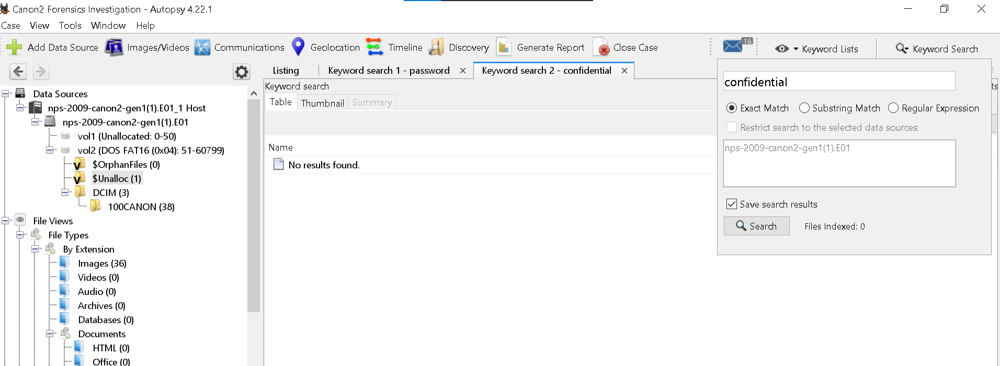 Canon2 Forensics Investigation - Autopsy 4.22.1
Case View Tools Window Help
Add Data Source Images/Videos Communications Geolocation Timeline Discovery Generate Report Close Case 16 Keyword Lists Keyword Search
Listing Keyword search 1 - password Keyword search 2 - confidential
Keyword search
Table Thumbnail Summary
Name
No results found.
Data Sources
nps-2009-canon2-gen1(1).E01_1 Host
nps-2009-canon2-gen1(1).E01
vol1 (Unallocated: 0-50)
vol2 (DOS FAT16 (0x04): 51-60799)
$OrphanFiles (0)
$Unalloc (1)
DCIM (3)
100CANON (38)
File Views
File Types
By Extension
Images (36)
Videos (0)
Audio (0)
Archives (0)
Databases (0)
Documents
HTML (0)
Office (0)
confidential
Exact Match Substring Match Regular Expression
Restrict search to the selected data sources:
nps-2009-canon2-gen1(1).E01
Save search results
Search Files Indexed: 0
ts